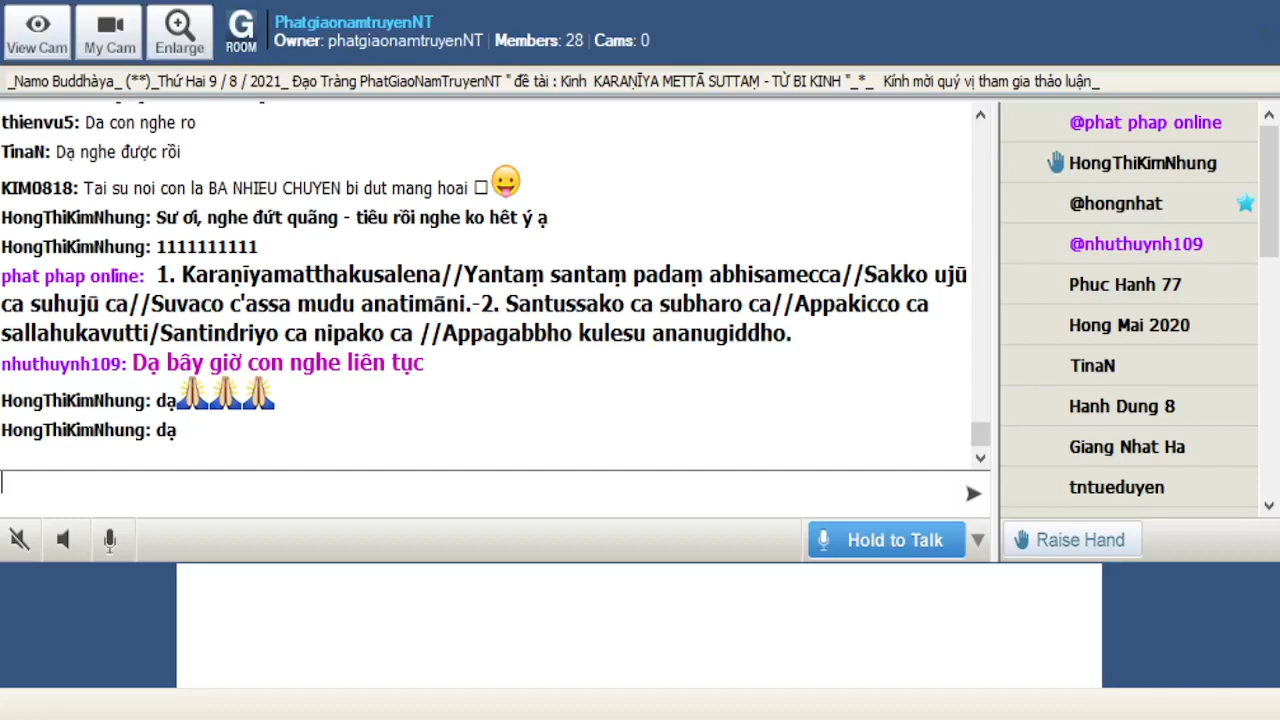 View Cam
My Cam
Enlarge
G
ROOM
PhatgiaonamtruyenNT
Owner: phatgiaonamtruyenNT | Members: 28 | Cams: 0
_Namo Buddhàya_ (**)_Thứ Hai 9 / 8 / 2021_ Đạo Tràng PhatGiaoNamTruyenNT " đề tài : Kinh KARAṆĪYA METTĀ SUTTAṂ - TỪ BI KINH "_*_ Kính mời quý vị tham gia thảo luận_
thienvu5: Da con nghe ro
TinaN: Dạ nghe được rồi
KIM0818: Tai su noi con la BA NHIEU CHUYEN bi dut mang hoai
HongThiKimNhung: Sư ơi, nghe đứt quãng - tiêu rồi nghe ko hêt ý ạ
HongThiKimNhung: 1111111111
phat phap online: 1. Karaṇīyamatthakusalena//Yantaṃ santaṃ padaṃ abhisamecca//Sakko ujū
ca suhujū ca//Suvaco c'assa mudu anatimāni.-2. Santussako ca subharo ca//Appakicco ca
sallahukavutti/Santindriyo ca nipako ca //Appagabbho kulesu ananugiddho.
nhuthuynh109: Dạ bây giờ con nghe liên tục
HongThiKimNhung: dạ
HongThiKimNhung: dạ
Hold to Talk
@phat phap online
HongThiKimNhung
@hongnhat
@nhuthuynh109
Phuc Hanh 77
Hong Mai 2020
TinaN
Hanh Dung 8
Giang Nhat Ha
tntueduyen
Raise Hand